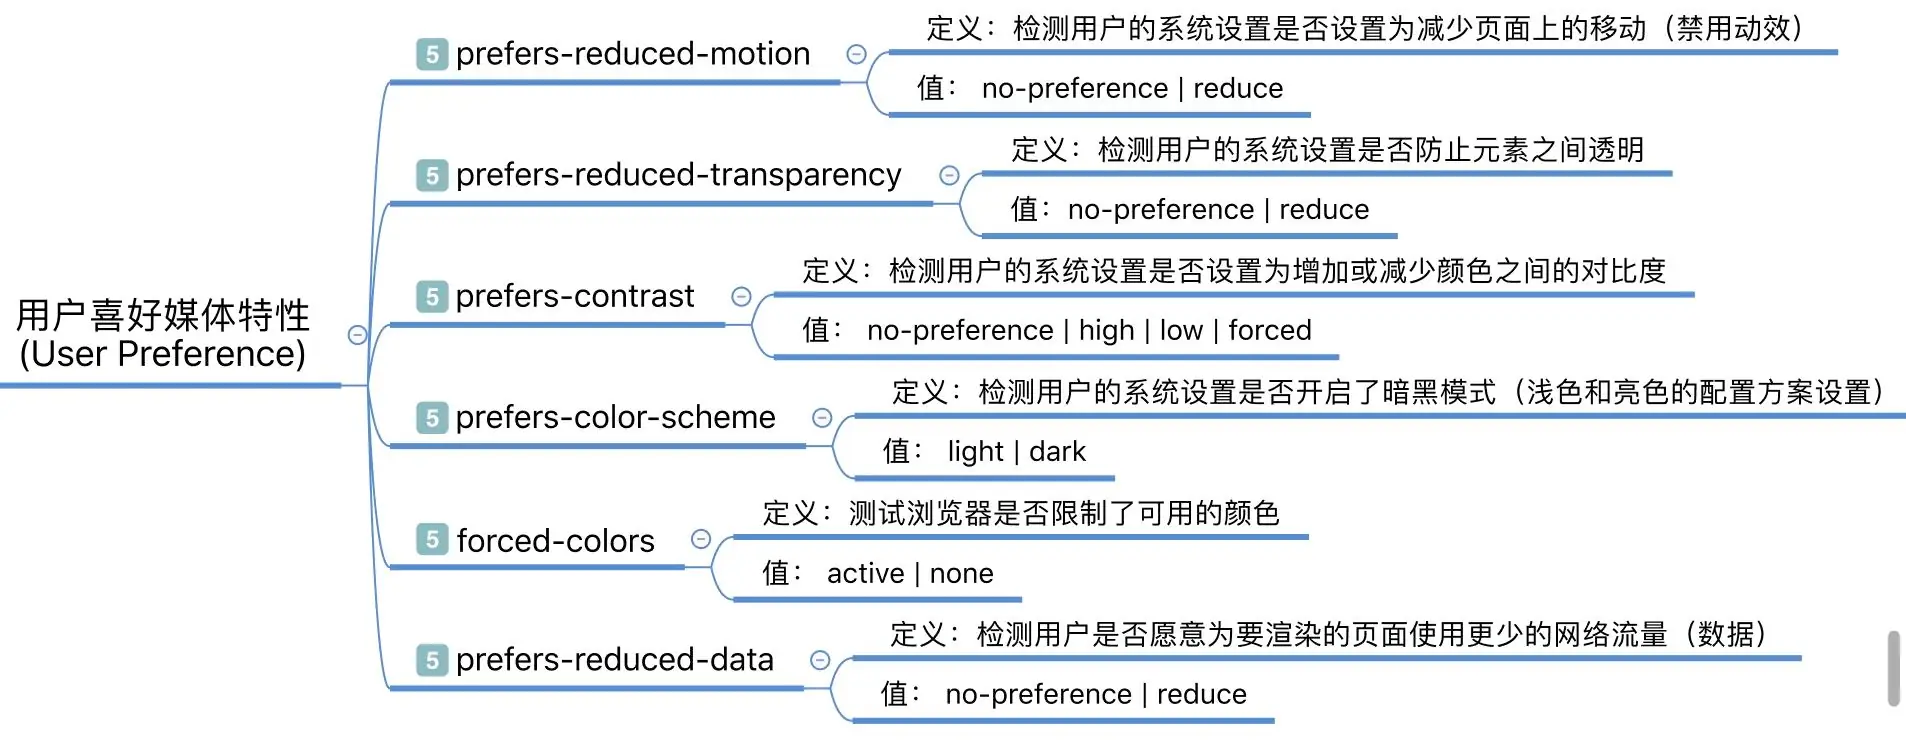 用户喜好媒体特性
(User Preference)
5 prefers-reduced-motion
定义：检测用户的系统设置是否设置为减少页面上的移动（禁用动效）
值： no-preference | reduce
5 prefers-reduced-transparency
定义：检测用户的系统设置是否防止元素之间透明
值：no-preference | reduce
5 prefers-contrast
定义：检测用户的系统设置是否设置为增加或减少颜色之间的对比度
值： no-preference | high | low | forced
5 prefers-color-scheme
定义：检测用户的系统设置是否开启了暗黑模式（浅色和亮色的配置方案设置）
值： light | dark
5 forced-colors
定义：测试浏览器是否限制了可用的颜色
值： active | none
5 prefers-reduced-data
定义：检测用户是否愿意为要渲染的页面使用更少的网络流量（数据）
值： no-preference | reduce